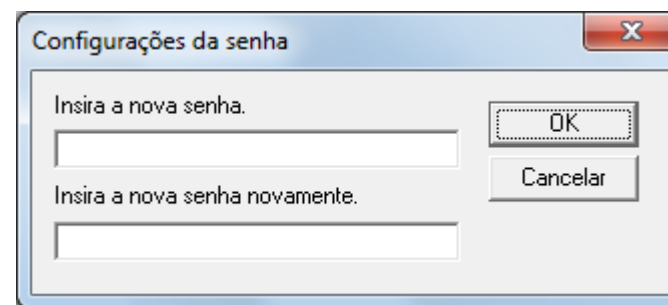 Configurações da senha
Insira a nova senha.
OK
Cancelar
Insira a nova senha novamente.